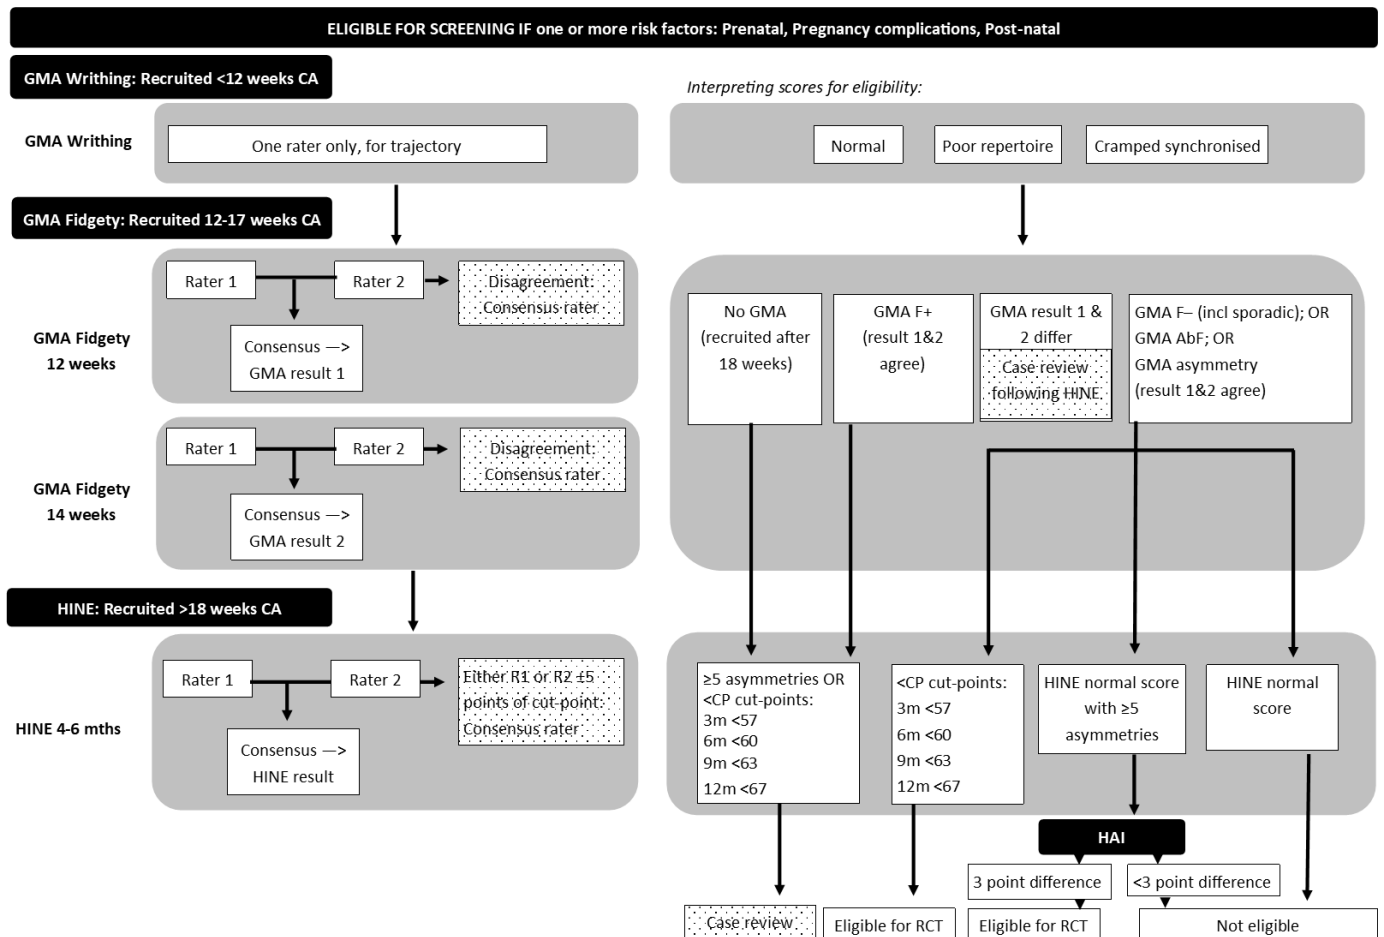 ELIGIBLE FOR SCREENING IF one or more risk factors: Prenatal, Pregnancy complications, Post-natal
GMA Writhing: Recruited <12 weeks CA
GMA Writhing
One rater only, for trajectory
GMA Fidgety: Recruited 12-17 weeks CA
GMA Fidgety
12 weeks
Rater 1
Rater 2
Disagreement:
Consensus rater
Consensus —>
GMA result 1
GMA Fidgety
14 weeks
Rater 1
Rater 2
Disagreement:
Consensus rater
Consensus —>
GMA result 2
HINE: Recruited >18 weeks CA
HINE 4-6 mths
Rater 1
Rater 2
Either R1 or R2 ±5
points of cut-point:
Consensus rater
Consensus —>
HINE result
Interpreting scores for eligibility:
Normal
Poor repertoire
Cramped synchronised
No GMA
(recruited after
18 weeks)
GMA F+
(result 1&2
agree)
GMA result 1 &
2 differ
Case review
following HINE
GMA F– (incl sporadic); OR
GMA AbF; OR
GMA asymmetry
(result 1&2 agree)
≥5 asymmetries OR
<CP cut-points:
3m <57
6m <60
9m <63
12m <67
<CP cut-points:
3m <57
6m <60
9m <63
12m <67
HINE normal score
with ≥5
asymmetries
HINE normal
score
HAI
3 point difference
<3 point difference
Case review
Eligible for RCT
Eligible for RCT
Not eligible